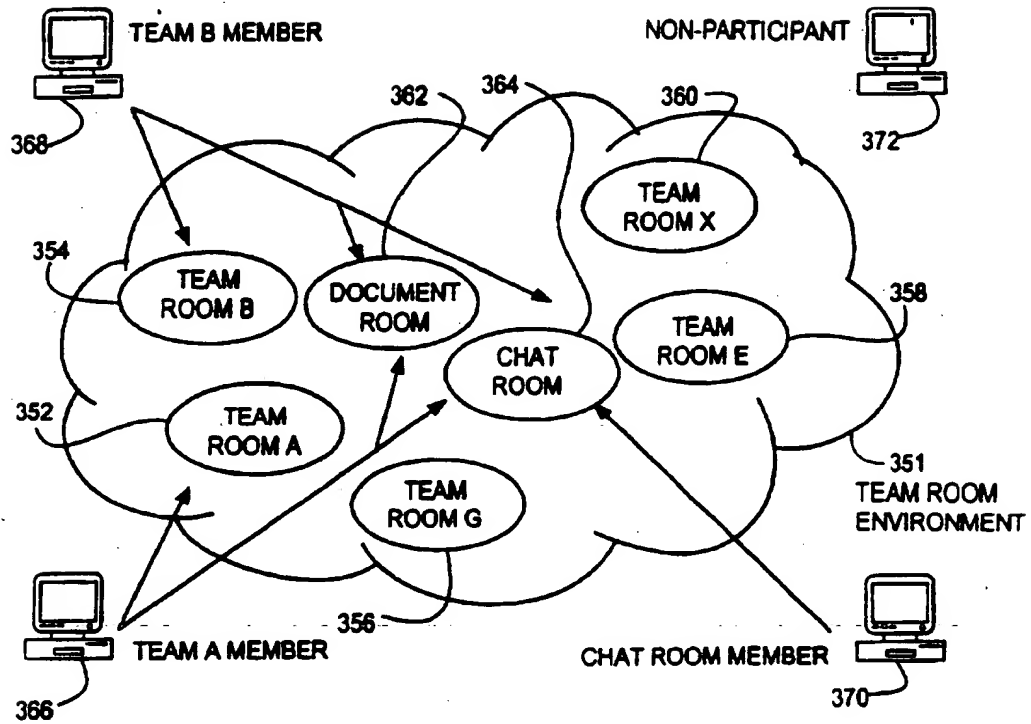 TEAM B MEMBER
NON-PARTICIPANT
368
362
364
360
372
TEAM
ROOM X
354
TEAM
ROOM B
DOCUMENT
ROOM
358
TEAM
ROOM E
CHAT
ROOM
352
TEAM
ROOM A
351
TEAM ROOM
ENVIRONMENT
TEAM
ROOM G
356
TEAM A MEMBER
CHAT ROOM MEMBER
366
370